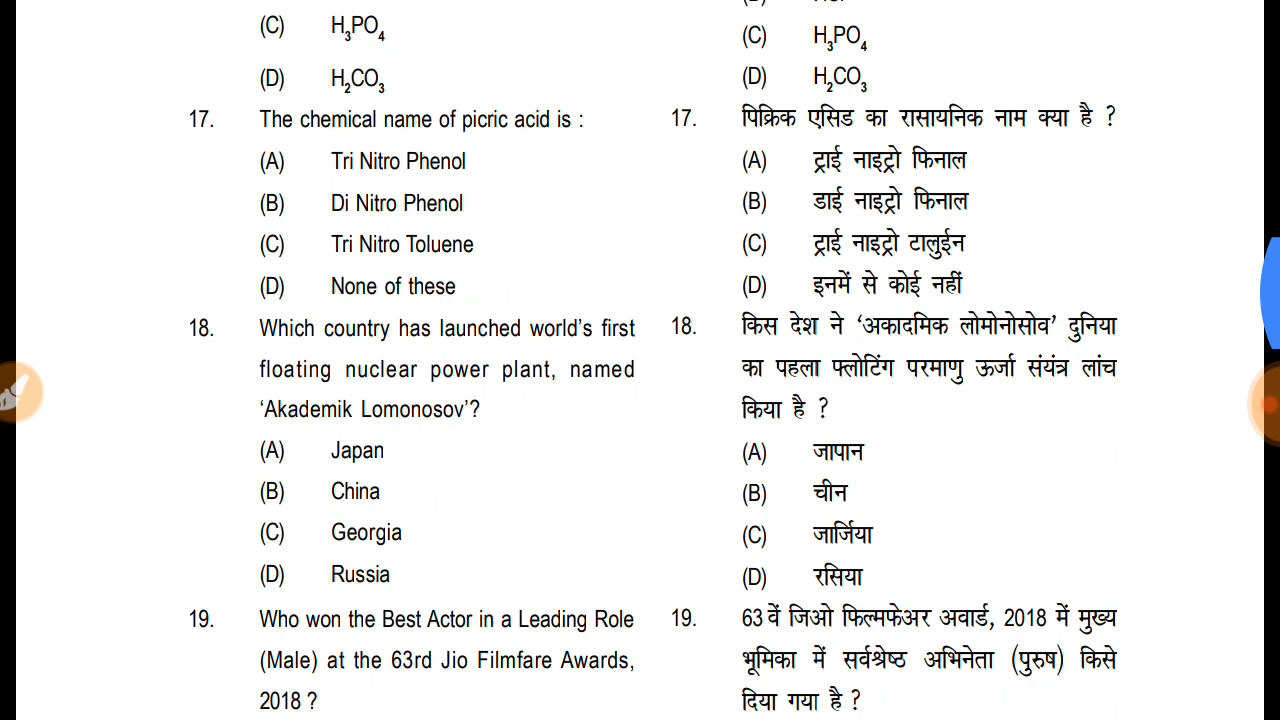 (C) H₃PO₄
(D) H₂CO₃
17. The chemical name of picric acid is :
(A) Tri Nitro Phenol
(B) Di Nitro Phenol
(C) Tri Nitro Toluene
(D) None of these
18. Which country has launched world's first
floating nuclear power plant, named
‘Akademik Lomonosov’?
(A) Japan
(B) China
(C) Georgia
(D) Russia
19. Who won the Best Actor in a Leading Role
(Male) at the 63rd Jio Filmfare Awards,
2018 ?
(C) H₃PO₄
(D) H₂CO₃
17. पिक्रिक एसिड का रासायनिक नाम क्या है ?
(A) ट्राई नाइट्रो फिनाल
(B) डाई नाइट्रो फिनाल
(C) ट्राई नाइट्रो टालुईन
(D) इनमें से कोई नहीं
18. किस देश ने ‘अकादमिक लोमोनोसोव’ दुनिया
का पहला फ्लोटिंग परमाणु ऊर्जा संयंत्र लांच
किया है ?
(A) जापान
(B) चीन
(C) जार्जिया
(D) रसिया
19. 63 वें जिओ फिल्मफेअर अवार्ड, 2018 में मुख्य
भूमिका में सर्वश्रेष्ठ अभिनेता (पुरुष) किसे
दिया गया है ?